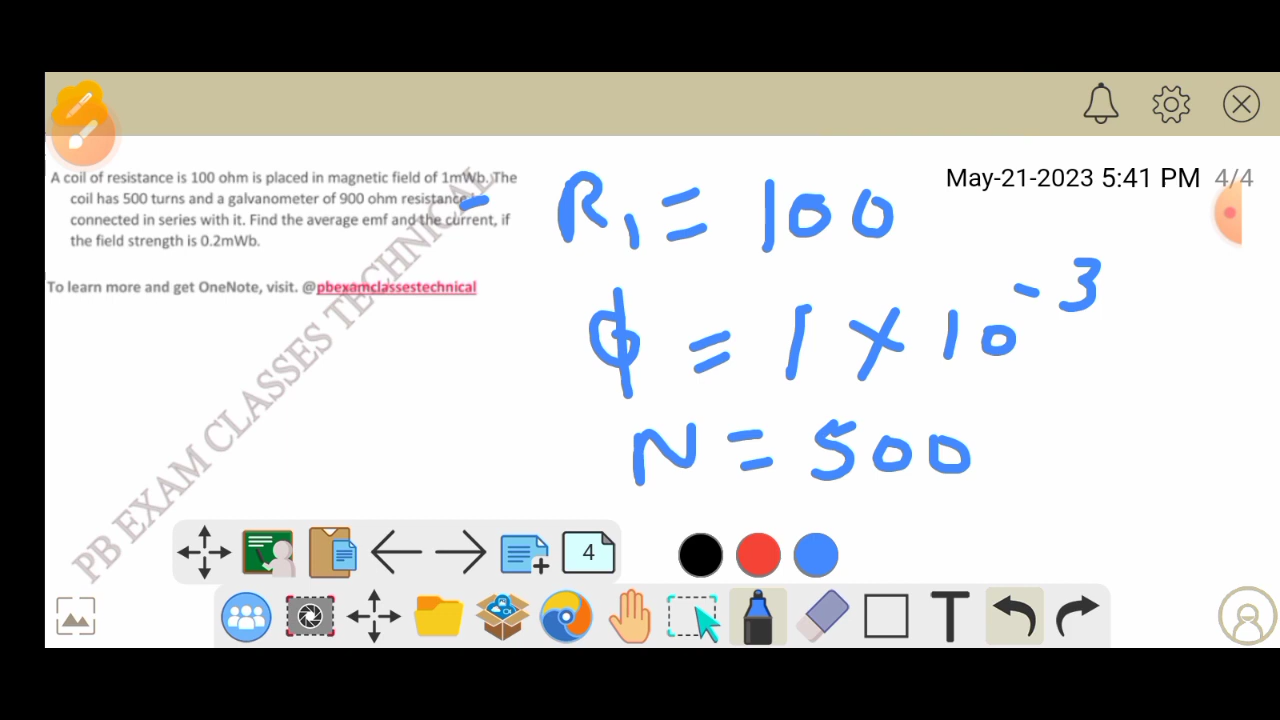 May-21-2023 5:41 PM 4/4
A coil of resistance is 100 ohm is placed in magnetic field of 1mWb. The
coil has 500 turns and a galvanometer of 900 ohm resistance is
connected in series with it. Find the average emf and the current, if
the field strength is 0.2mWb.
To learn more and get OneNote, visit. @pbexamclassestechnical
PB EXAM CLASSES TECHNICAL
- R₁ = 100
ϕ = 1 × 10⁻³
N = 500
4
T